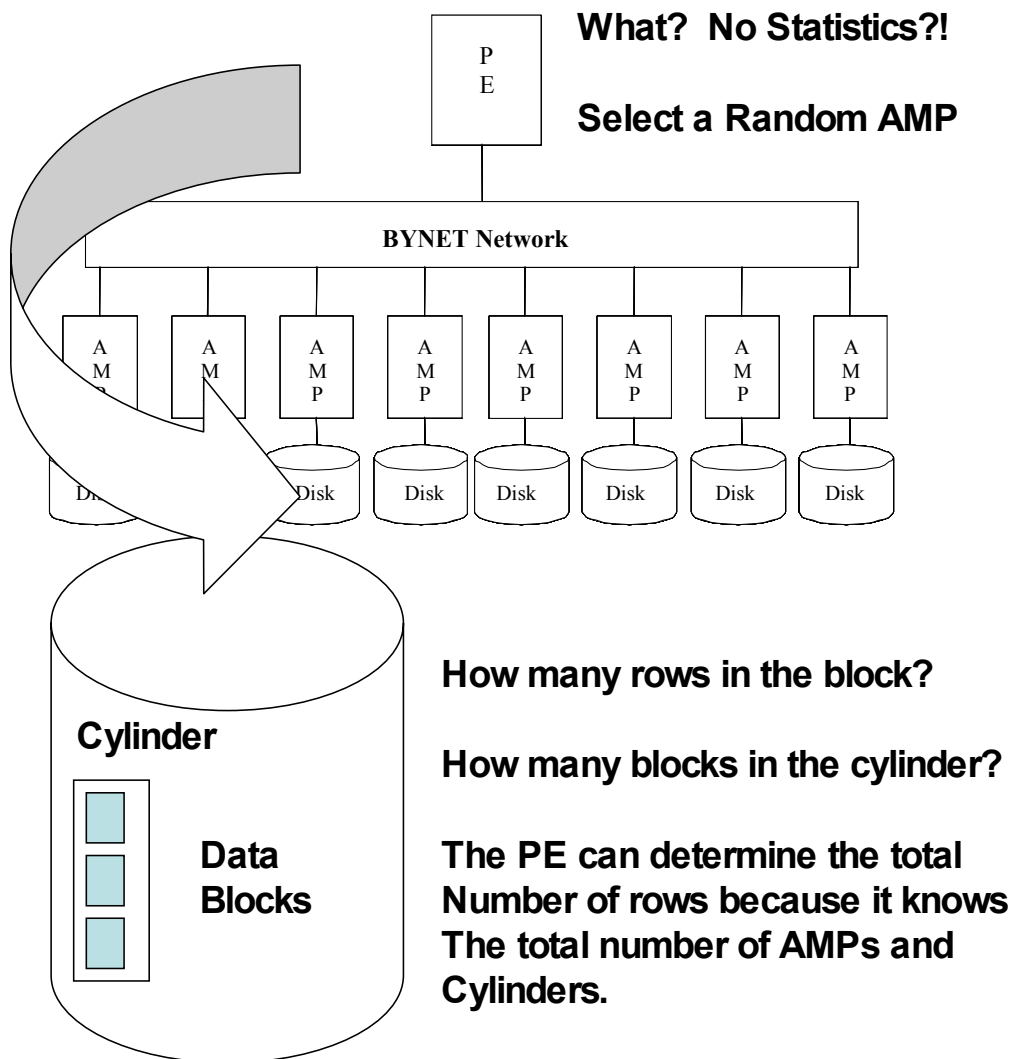 What? No Statistics?!
P
E
Select a Random AMP
BYNET Network
A
M
P
A
M
A
M
P
A
M
P
A
M
P
A
M
P
A
M
P
A
M
P
Disk
Disk
Disk
Disk
Disk
Disk
How many rows in the block?
Cylinder
How many blocks in the cylinder?
Data
Blocks
The PE can determine the total
Number of rows because it knows
The total number of AMPs and
Cylinders.